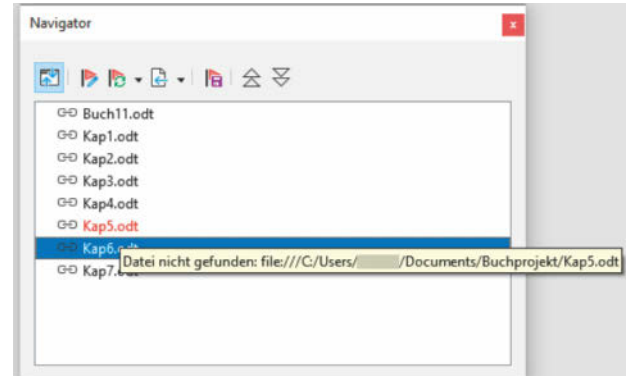 Navigator
x
Buch11.odt
Kap1.odt
Kap2.odt
Kap3.odt
Kap4.odt
Kap5.odt
Kap6.odt
Datei nicht gefunden: file:///C:/Users/ /Documents/Buchprojekt/Kap5.odt
Kap7.odt